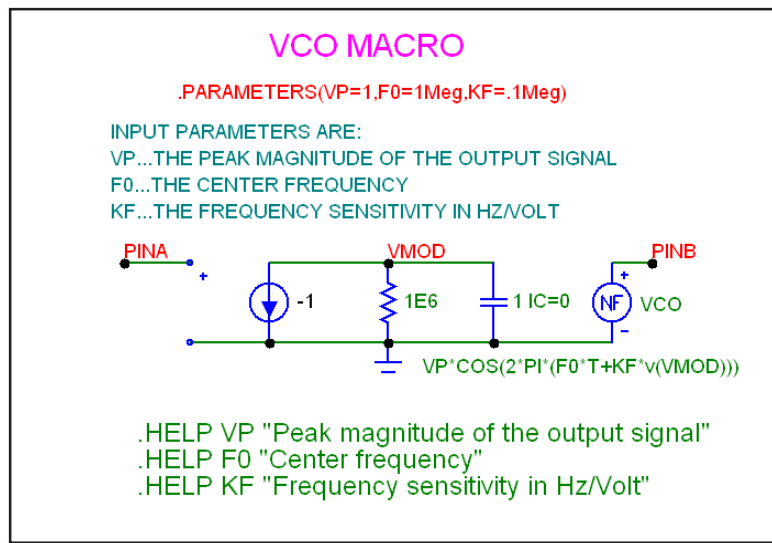 VCO MACRO
.PARAMETERS(VP=1,F0=1Meg,KF=.1Meg)
INPUT PARAMETERS ARE:
VP...THE PEAK MAGNITUDE OF THE OUTPUT SIGNAL
F0...THE CENTER FREQUENCY
KF...THE FREQUENCY SENSITIVITY IN HZ/VOLT
PINA VMOD PINB
+ +
-1 1E6 1 IC=0 NF VCO
−
VP*COS(2*PI*(F0*T+KF*v(VMOD)))
.HELP VP "Peak magnitude of the output signal"
.HELP F0 "Center frequency"
.HELP KF "Frequency sensitivity in Hz/Volt"